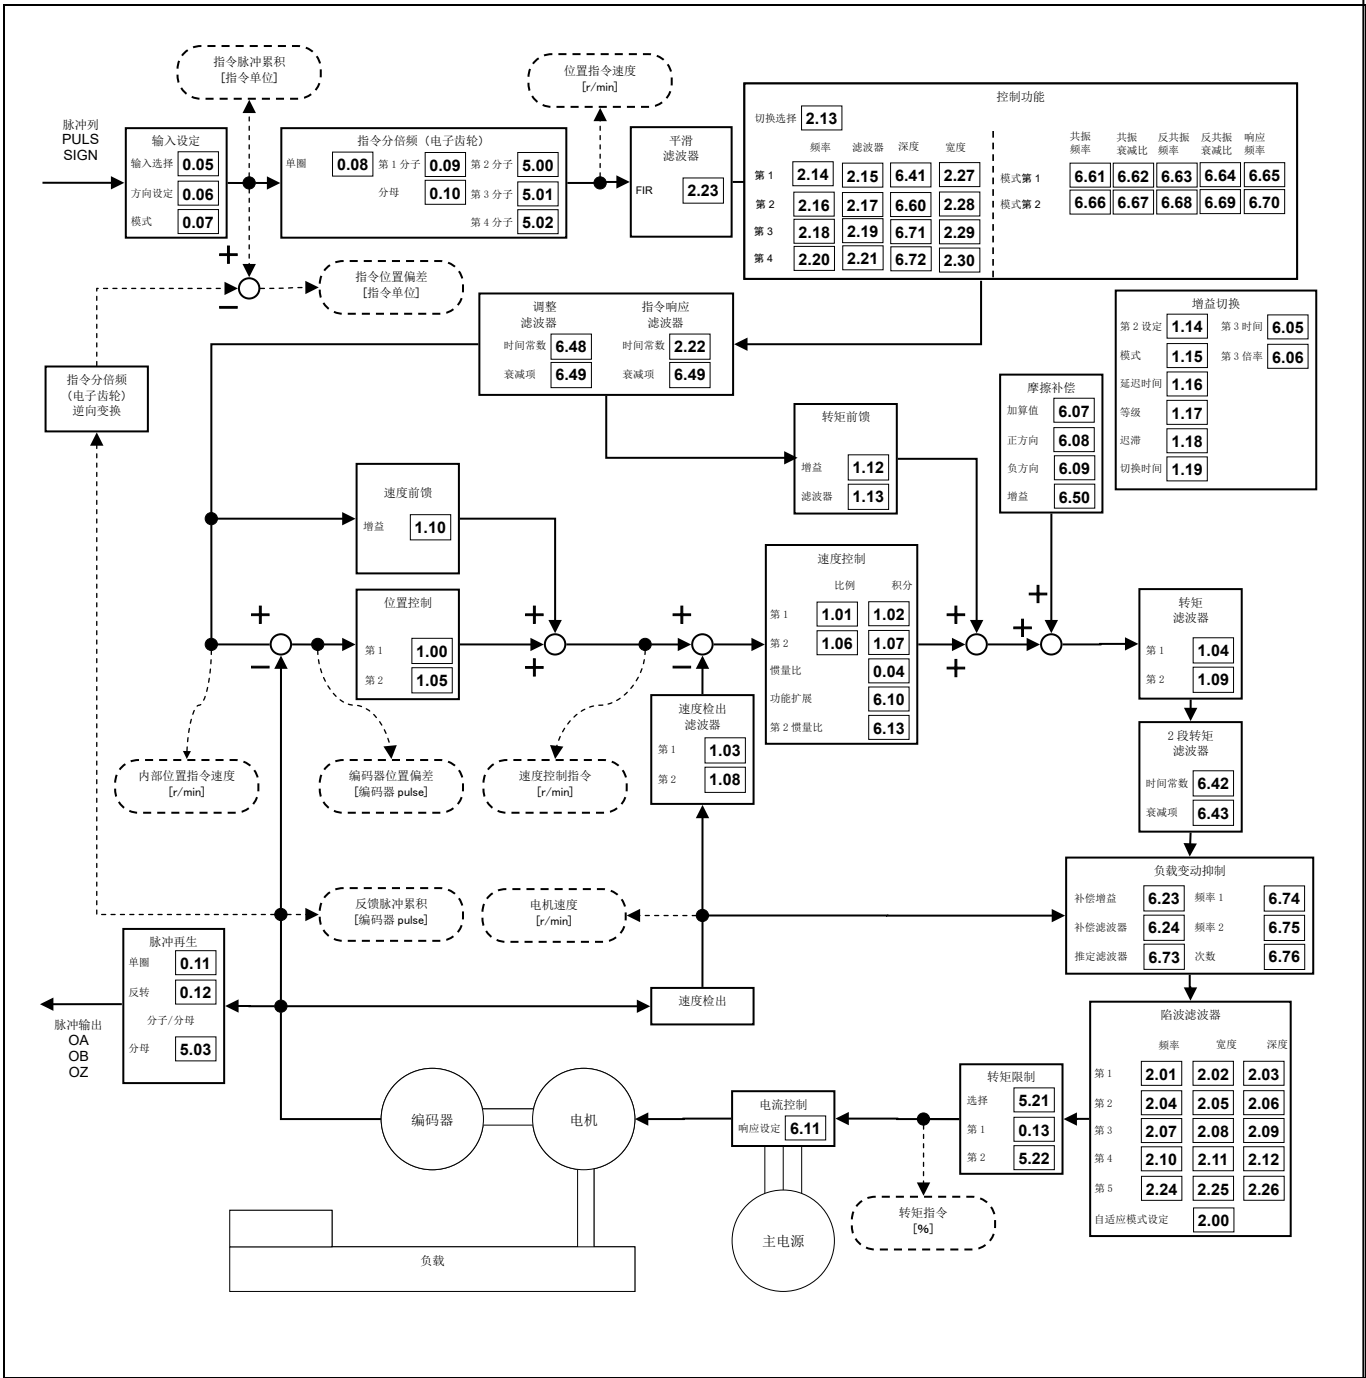 指令脉冲累积
[指令单位]
位置指令速度
[r/min]
脉冲列
PULS
SIGN
输入设定
输入选择 0.05
方向设定 0.06
模式 0.07
指令分倍频（电子齿轮）
单圈 0.08 第 1 分子 0.09 第 2 分子 5.00
分母 0.10 第 3 分子 5.01
第 4 分子 5.02
平滑
滤波器
FIR 2.23
控制功能
切换选择 2.13
频率 滤波器 深度 宽度
第 1 2.14 2.15 6.41 2.27
第 2 2.16 2.17 6.60 2.28
第 3 2.18 2.19 6.71 2.29
第 4 2.20 2.21 6.72 2.30
共振 共振 反共振 反共振 响应
频率 衰减比 频率 衰减比 频率
模式第 1 6.61 6.62 6.63 6.64 6.65
模式第 2 6.66 6.67 6.68 6.69 6.70
+
−
指令位置偏差
[指令单位]
调整
滤波器
时间常数 6.48
衰减项 6.49
指令响应
滤波器
时间常数 2.22
衰减项 6.49
增益切换
第 2 设定 1.14 第 3 时间 6.05
模式 1.15 第 3 倍率 6.06
延迟时间 1.16
等级 1.17
迟滞 1.18
切换时间 1.19
指令分倍频
（电子齿轮）
逆向变换
摩擦补偿
加算值 6.07
正方向 6.08
负方向 6.09
增益 6.50
转矩前馈
增益 1.12
滤波器 1.13
速度前馈
增益 1.10
位置控制
第 1 1.00
第 2 1.05
+
−
+
+
+
−
速度控制
比例 积分
第 1 1.01 1.02
第 2 1.06 1.07
惯量比 0.04
功能扩展 6.10
第 2 惯量比 6.13
+
+
+
+
转矩
滤波器
第 1 1.04
第 2 1.09
速度检出
滤波器
第 1 1.03
第 2 1.08
2 段转矩
滤波器
时间常数 6.42
衰减项 6.43
内部位置指令速度
[r/min]
编码器位置偏差
[编码器 pulse]
速度控制指令
[r/min]
负载变动抑制
补偿增益 6.23 频率 1 6.74
补偿滤波器 6.24 频率 2 6.75
推定滤波器 6.73 次数 6.76
反馈脉冲累积
[编码器 pulse]
电机速度
[r/min]
脉冲再生
单圈 0.11
反转 0.12
分子/分母
分母 5.03
脉冲输出
OA
OB
OZ
速度检出
陷波滤波器
频率 宽度 深度
第 1 2.01 2.02 2.03
第 2 2.04 2.05 2.06
第 3 2.07 2.08 2.09
第 4 2.10 2.11 2.12
第 5 2.24 2.25 2.26
自适应模式设定 2.00
转矩限制
选择 5.21
第 1 0.13
第 2 5.22
电流控制
响应设定 6.11
编码器
电机
转矩指令
[%]
主电源
负载